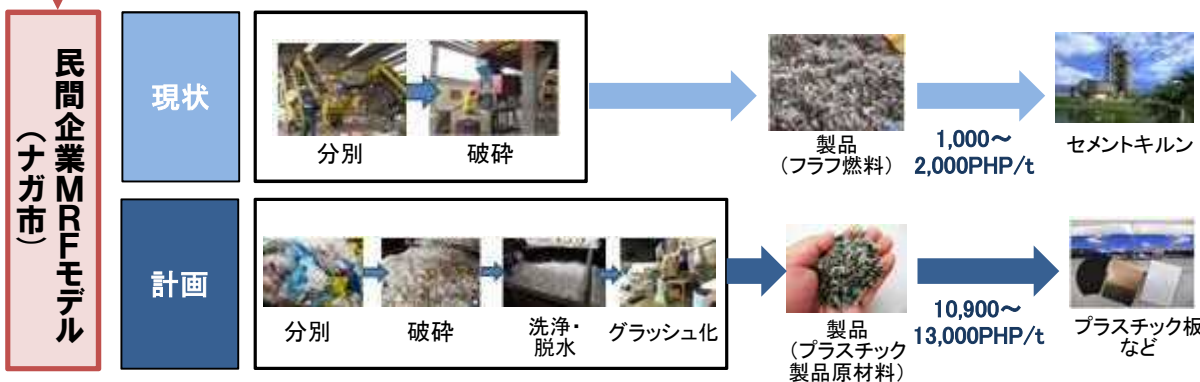 民間企業MRFモデル
（ナガ市）
現状
分別
破砕
製品
（フラフ燃料）
1,000～
2,000PHP/t
セメントキルン
計画
分別
破砕
洗浄・
脱水
グラッシュ化
製品
（プラスチック
製品原材料）
10,900～
13,000PHP/t
プラスチック板
など